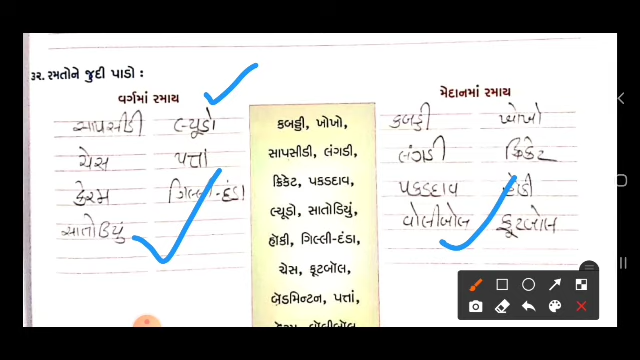 ૩૨. રમતોને જુદી પાડો :
વર્ગમાં રમાય
સાપસીડી લ્યૂડો
ચેસ પત્તાં
કેરમ ગિલ્લી-દંડા
સાતોડિયું
કબડ્ડી, ખોખો,
સાપસીડી, લંગડી,
ક્રિકેટ, પકડદાવ,
લ્યૂડો, સાતોડિયું,
હૉકી, ગિલ્લી-દંડા,
ચેસ, ફૂટબૉલ,
બૅડમિન્ટન, પત્તાં,
કૅરમ, વૉલીબૉલ
મેદાનમાં રમાય
કબડ્ડી ખોખો
લંગડી ક્રિકેટ
પકડદાવ હોકી
વોલીબોલ ફૂટબોલ